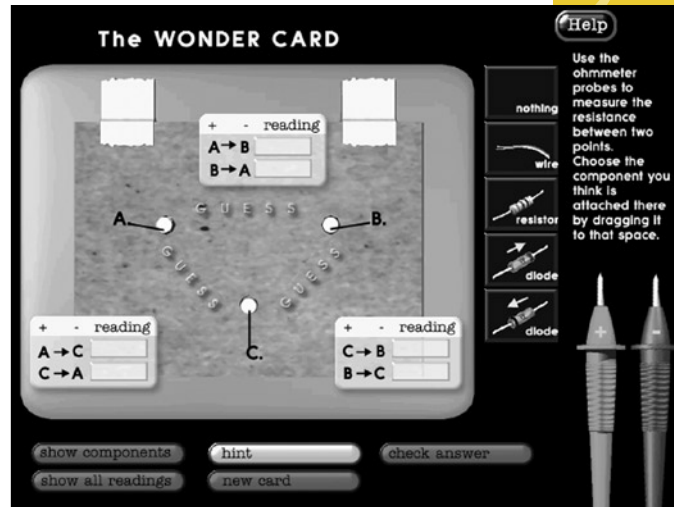 Help
The WONDER CARD
Use the
ohmmeter
probes to
measure the
resistance
between two
points.
Choose the
component you
think is
attached there
by dragging it
to that space.
nothing
wire
resistor
diode
diode
+ - reading
A→B
B→A
A.
B.
C.
GUESS
GUESS
GUESS
+ - reading
A→C
C→A
+ - reading
C→B
B→C
+
-
show components
hint
check answer
show all readings
new card